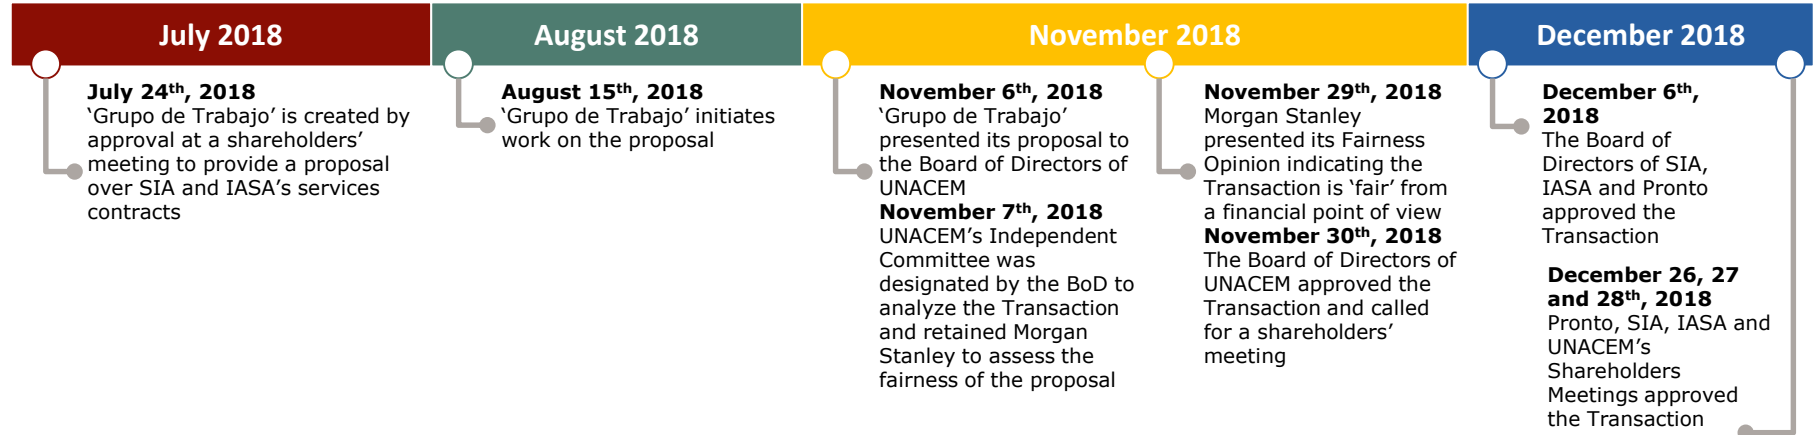 July 2018
July 24th, 2018
‘Grupo de Trabajo’ is created by
approval at a shareholders’
meeting to provide a proposal
over SIA and IASA’s services
contracts
August 2018
August 15th, 2018
‘Grupo de Trabajo’ initiates
work on the proposal
November 2018
November 6th, 2018
‘Grupo de Trabajo’
presented its proposal to
the Board of Directors of
UNACEM
November 7th, 2018
UNACEM’s Independent
Committee was
designated by the BoD to
analyze the Transaction
and retained Morgan
Stanley to assess the
fairness of the proposal
November 29th, 2018
Morgan Stanley
presented its Fairness
Opinion indicating the
Transaction is ‘fair’ from
a financial point of view
November 30th, 2018
The Board of Directors of
UNACEM approved the
Transaction and called
for a shareholders’
meeting
December 2018
December 6th,
2018
The Board of
Directors of SIA,
IASA and Pronto
approved the
Transaction
December 26, 27
and 28th, 2018
Pronto, SIA, IASA and
UNACEM’s
Shareholders
Meetings approved
the Transaction